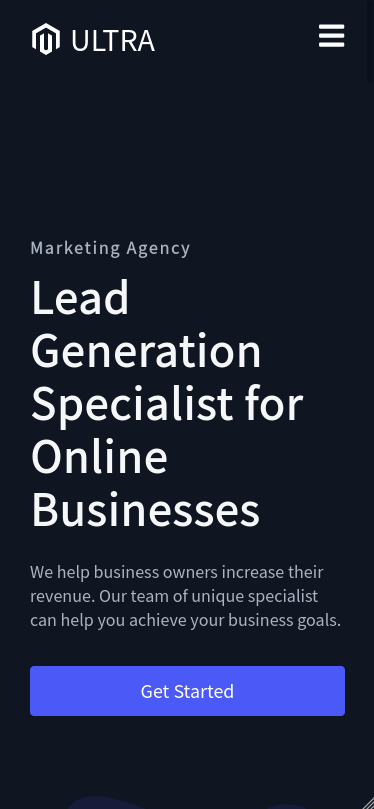 ULTRA
Marketing Agency
Lead
Generation
Specialist for
Online
Businesses
We help business owners increase their
revenue. Our team of unique specialist
can help you achieve your business goals.
Get Started